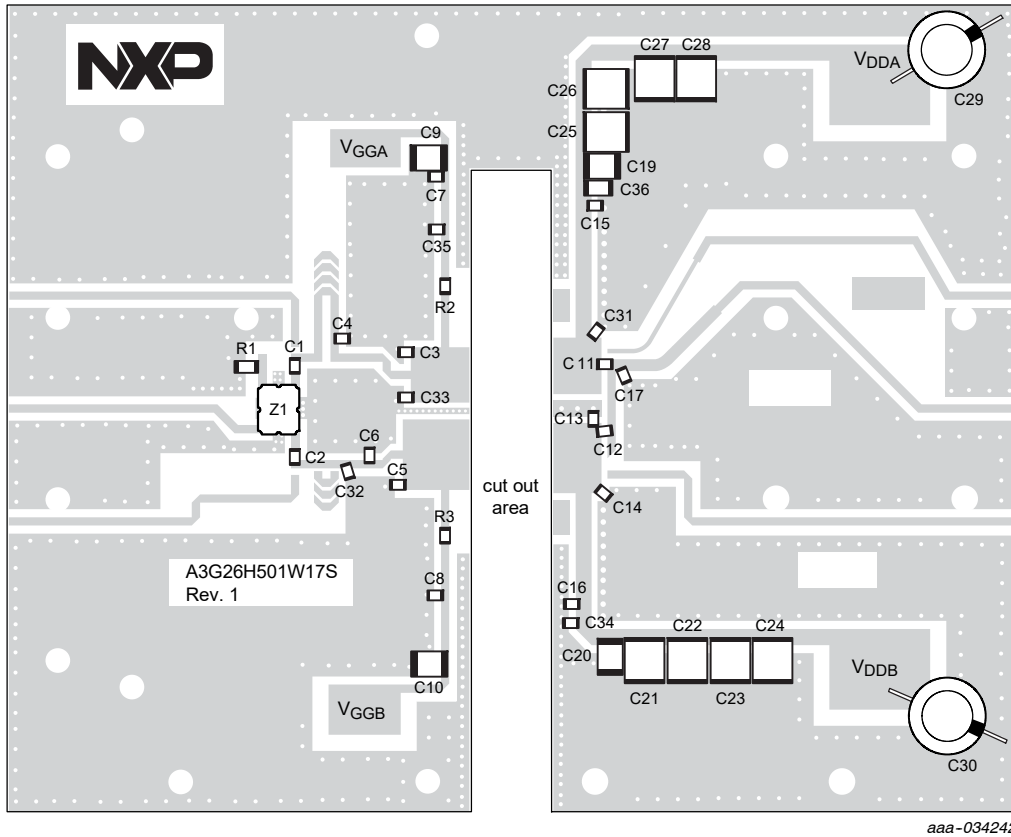 NXP
C27 C28
VDDA
C26
C29
C25
C9
VGGA
C19
C36
C7
C15
C35
R2
C31
C4
C1
R1
C3
C11
C17
C33
Z1
C13
C12
C6
C2
C5
C32
cut out
area
C14
R3
A3G26H501W17S
Rev. 1
C8
C16
C34
C22
C24
C20
VDDB
C10
C21
C23
VGGB
C30
aaa-034242